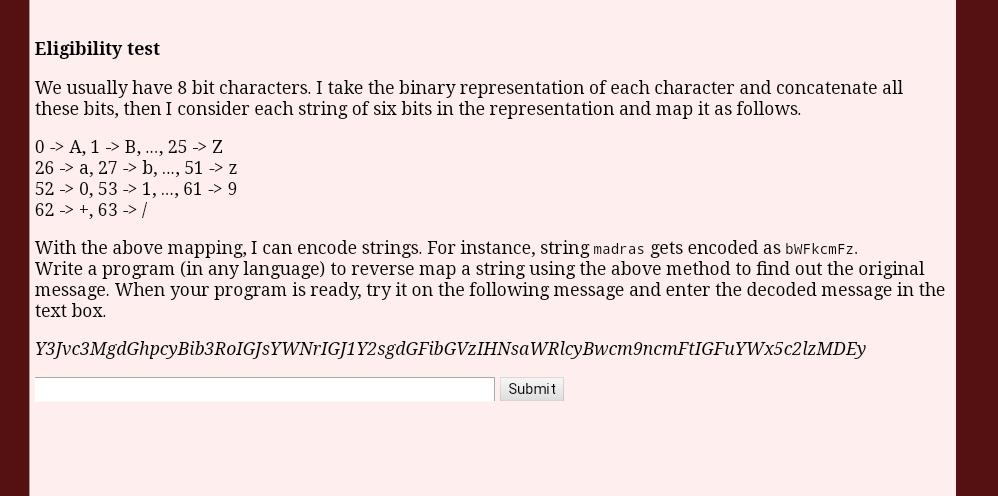 Eligibility test
We usually have 8 bit characters. I take the binary representation of each character and concatenate all
these bits, then I consider each string of six bits in the representation and map it as follows.
0 -> A, 1 -> B, ..., 25 -> Z
26 -> a, 27 -> b, ..., 51 -> z
52 -> 0, 53 -> 1, ..., 61 -> 9
62 -> +, 63 -> /
With the above mapping, I can encode strings. For instance, string madras gets encoded as bWFkcmFz.
Write a program (in any language) to reverse map a string using the above method to find out the original
message. When your program is ready, try it on the following message and enter the decoded message in the
text box.
Y3Jvc3MgdGhpcyBib3RoIGJsYWNrIGJ1Y2sgdGFibGVzIHNsaWRlcyBwcm9ncmFtIGFuYWx5c2lzMDEy
Submit